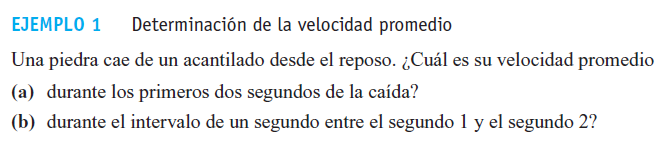 EJEMPLO 1 Determinación de la velocidad promedio
Una piedra cae de un acantilado desde el reposo. ¿Cuál es su velocidad promedio
(a) durante los primeros dos segundos de la caída?
(b) durante el intervalo de un segundo entre el segundo 1 y el segundo 2?